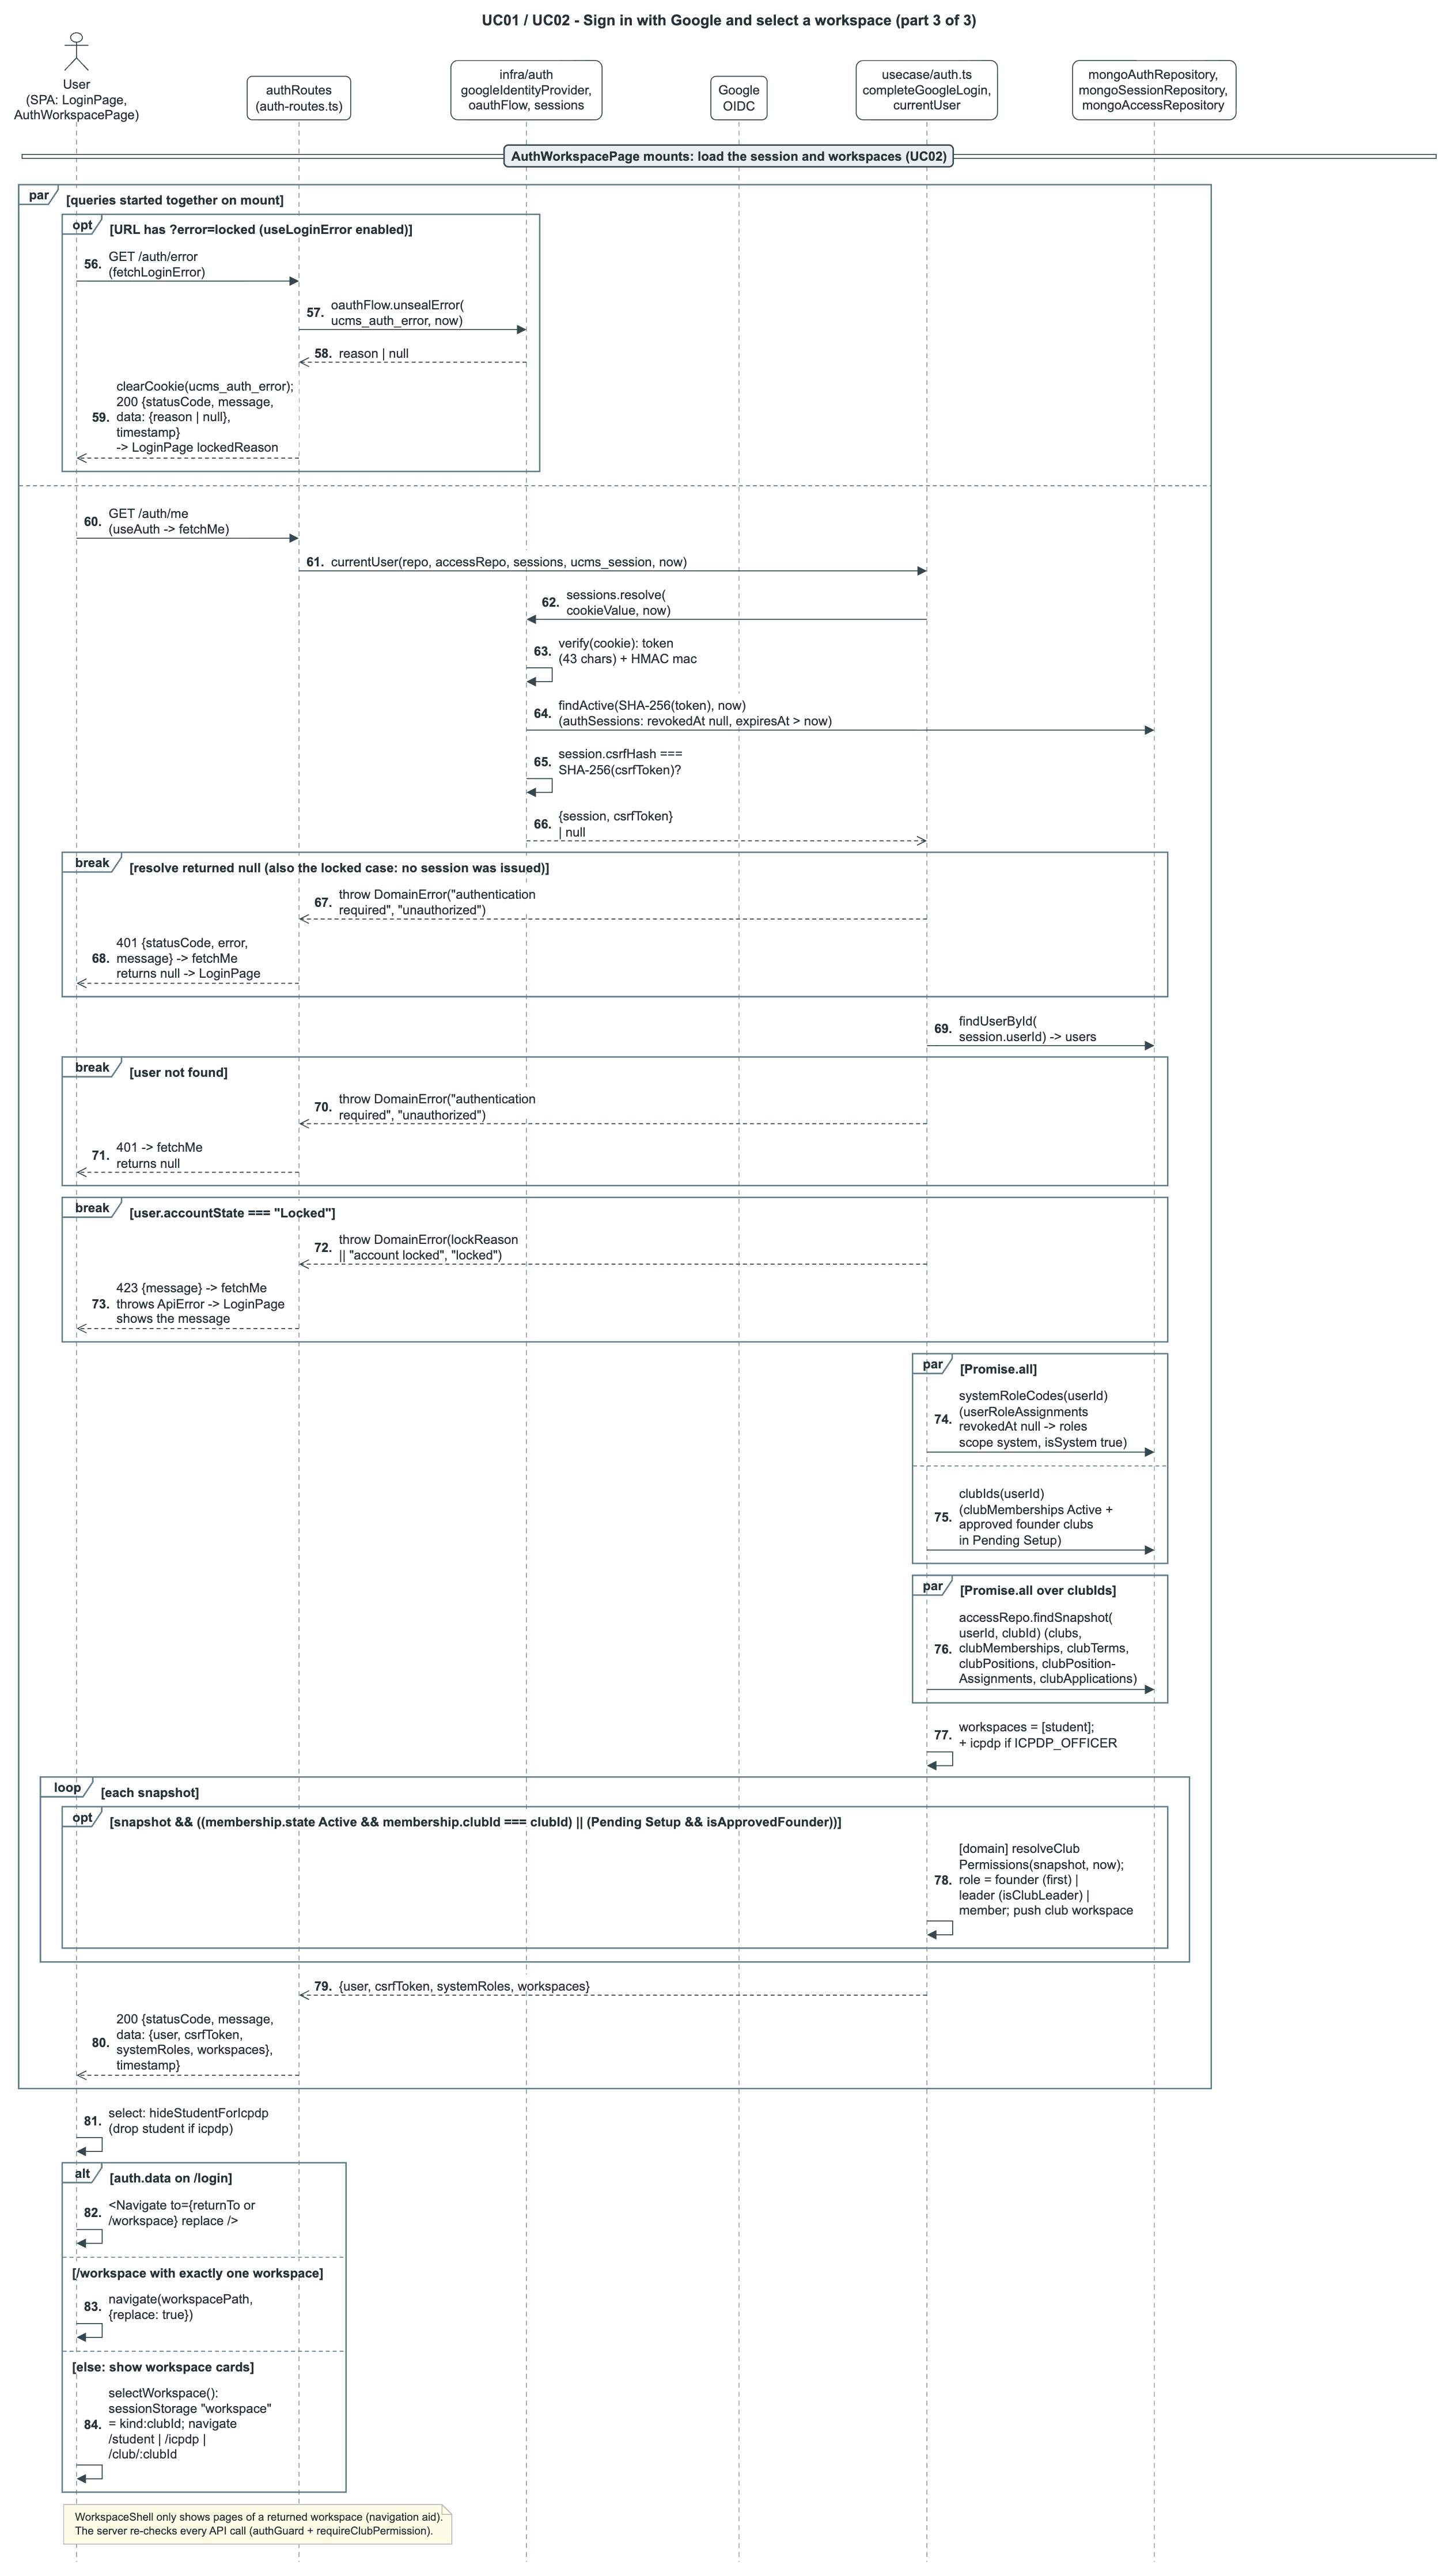 UC01 / UC02 - Sign in with Google and select a workspace (part 3 of 3)
User
(SPA: LoginPage,
AuthWorkspacePage)
authRoutes
(auth-routes.ts)
infra/auth
googleIdentityProvider,
oauthFlow, sessions
Google
OIDC
usecase/auth.ts
completeGoogleLogin,
currentUser
mongoAuthRepository,
mongoSessionRepository,
mongoAccessRepository
AuthWorkspacePage mounts: load the session and workspaces (UC02)
par [queries started together on mount]
opt [URL has ?error=locked (useLoginError enabled)]
56. GET /auth/error
(fetchLoginError)
57. oauthFlow.unsealError(
ucms_auth_error, now)
58. reason | null
clearCookie(ucms_auth_error);
200 {statusCode, message,
59. data: {reason | null},
timestamp}
-> LoginPage lockedReason
60. GET /auth/me
(useAuth -> fetchMe)
61. currentUser(repo, accessRepo, sessions, ucms_session, now)
62. sessions.resolve(
cookieValue, now)
63. verify(cookie): token
(43 chars) + HMAC mac
64. findActive(SHA-256(token), now)
(authSessions: revokedAt null, expiresAt > now)
65. session.csrfHash ===
SHA-256(csrfToken)?
66. {session, csrfToken}
| null
break [resolve returned null (also the locked case: no session was issued)]
67. throw DomainError("authentication
required", "unauthorized")
401 {statusCode, error,
68. message} -> fetchMe
returns null -> LoginPage
69. findUserById(
session.userId) -> users
break [user not found]
70. throw DomainError("authentication
required", "unauthorized")
71. 401 -> fetchMe
returns null
break [user.accountState === "Locked"]
72. throw DomainError(lockReason
|| "account locked", "locked")
423 {message} -> fetchMe
73. throws ApiError -> LoginPage
shows the message
par [Promise.all]
systemRoleCodes(userId)
74. (userRoleAssignments
revokedAt null -> roles
scope system, isSystem true)
clubIds(userId)
75. (clubMemberships Active +
approved founder clubs
in Pending Setup)
par [Promise.all over clubIds]
accessRepo.findSnapshot(
userId, clubId) (clubs,
76. clubMemberships, clubTerms,
clubPositions, clubPosition-
Assignments, clubApplications)
77. workspaces = [student];
+ icpdp if ICPDP_OFFICER
loop [each snapshot]
opt [snapshot && ((membership.state Active && membership.clubId === clubId) || (Pending Setup && isApprovedFounder))]
[domain] resolveClub
Permissions(snapshot, now);
78. role = founder (first) |
leader (isClubLeader) |
member; push club workspace
79. {user, csrfToken, systemRoles, workspaces}
200 {statusCode, message,
80. data: {user, csrfToken,
systemRoles, workspaces},
timestamp}
81. select: hideStudentForIcpdp
(drop student if icpdp)
alt [auth.data on /login]
82. <Navigate to={returnTo or
/workspace} replace />
[/workspace with exactly one workspace]
83. navigate(workspacePath,
{replace: true})
[else: show workspace cards]
selectWorkspace():
sessionStorage "workspace"
84. = kind:clubId; navigate
/student | /icpdp |
/club/:clubId
WorkspaceShell only shows pages of a returned workspace (navigation aid).
The server re-checks every API call (authGuard + requireClubPermission).